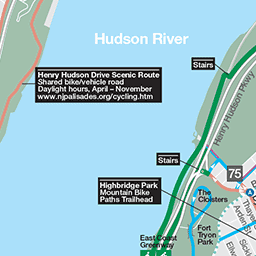 Hudson River
Stairs
Henry Hudson Drive Scenic Route
Shared bike/vehicle road
Daylight hours, April – November
www.njpalisades.org/cycling.htm
Henry Hudson Pkwy
Stairs
75
Highbridge Park
Mountain Bike
Paths Trailhead
The
Cloisters
Thayer
Arden
Fort
Tryon
Park
East Coast
Greenway